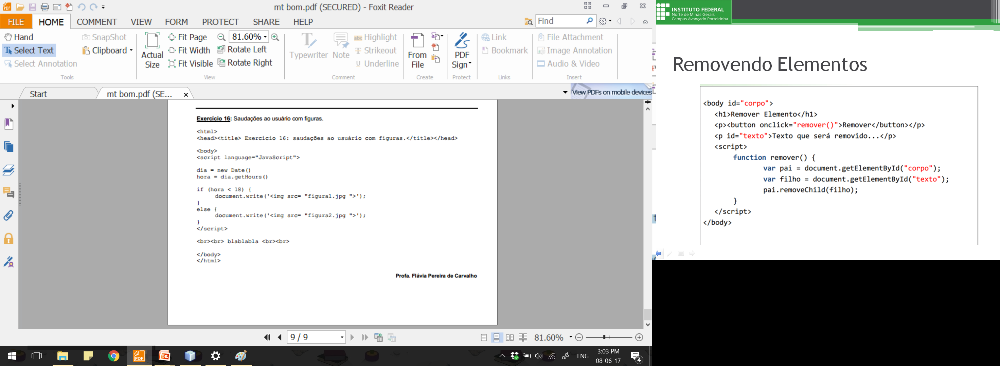 mt bom.pdf (SECURED) - Foxit Reader
FILE HOME COMMENT VIEW FORM PROTECT SHARE HELP
Find
Hand
Select Text
Select Annotation
SnapShot
Clipboard
Tools
Actual
Size
Fit Page
Fit Width
Fit Visible
81.60%
Rotate Left
Rotate Right
View
Typewriter
Note
Highlight
Strikeout
Underline
Comment
From
File
Create
PDF
Sign
Protect
Link
Bookmark
Links
File Attachment
Image Annotation
Audio & Video
Insert
Start
mt bom.pdf (SE...
View PDFs on mobile devices
Exercício 16: Saudações ao usuário com figuras.
<html>
<head><title> Exercício 16: saudações ao usuário com figuras.</title></head>
<body>
<script language="JavaScript">
dia = new Date()
hora = dia.getHours()
if (hora < 18) {
document.write('<img src= "figura1.jpg ">');
}
else {
document.write('<img src= "figura2.jpg ">');
}
</script>
<br><br> blablabla <br><br>
</body>
</html>
Profa. Flávia Pereira de Carvalho
9 / 9
81.60%
ENG
3:03 PM
08-06-17
4
INSTITUTO FEDERAL
Norte de Minas Gerais
Campus Avançado Porteirinha
Removendo Elementos
<body id="corpo">
<h1>Remover Elemento</h1>
<p><button onclick="remover()">Remover</button></p>
<p id="texto">Texto que será removido...</p>
<script>
function remover() {
var pai = document.getElementById("corpo");
var filho = document.getElementById("texto");
pai.removeChild(filho);
}
</script>
</body>